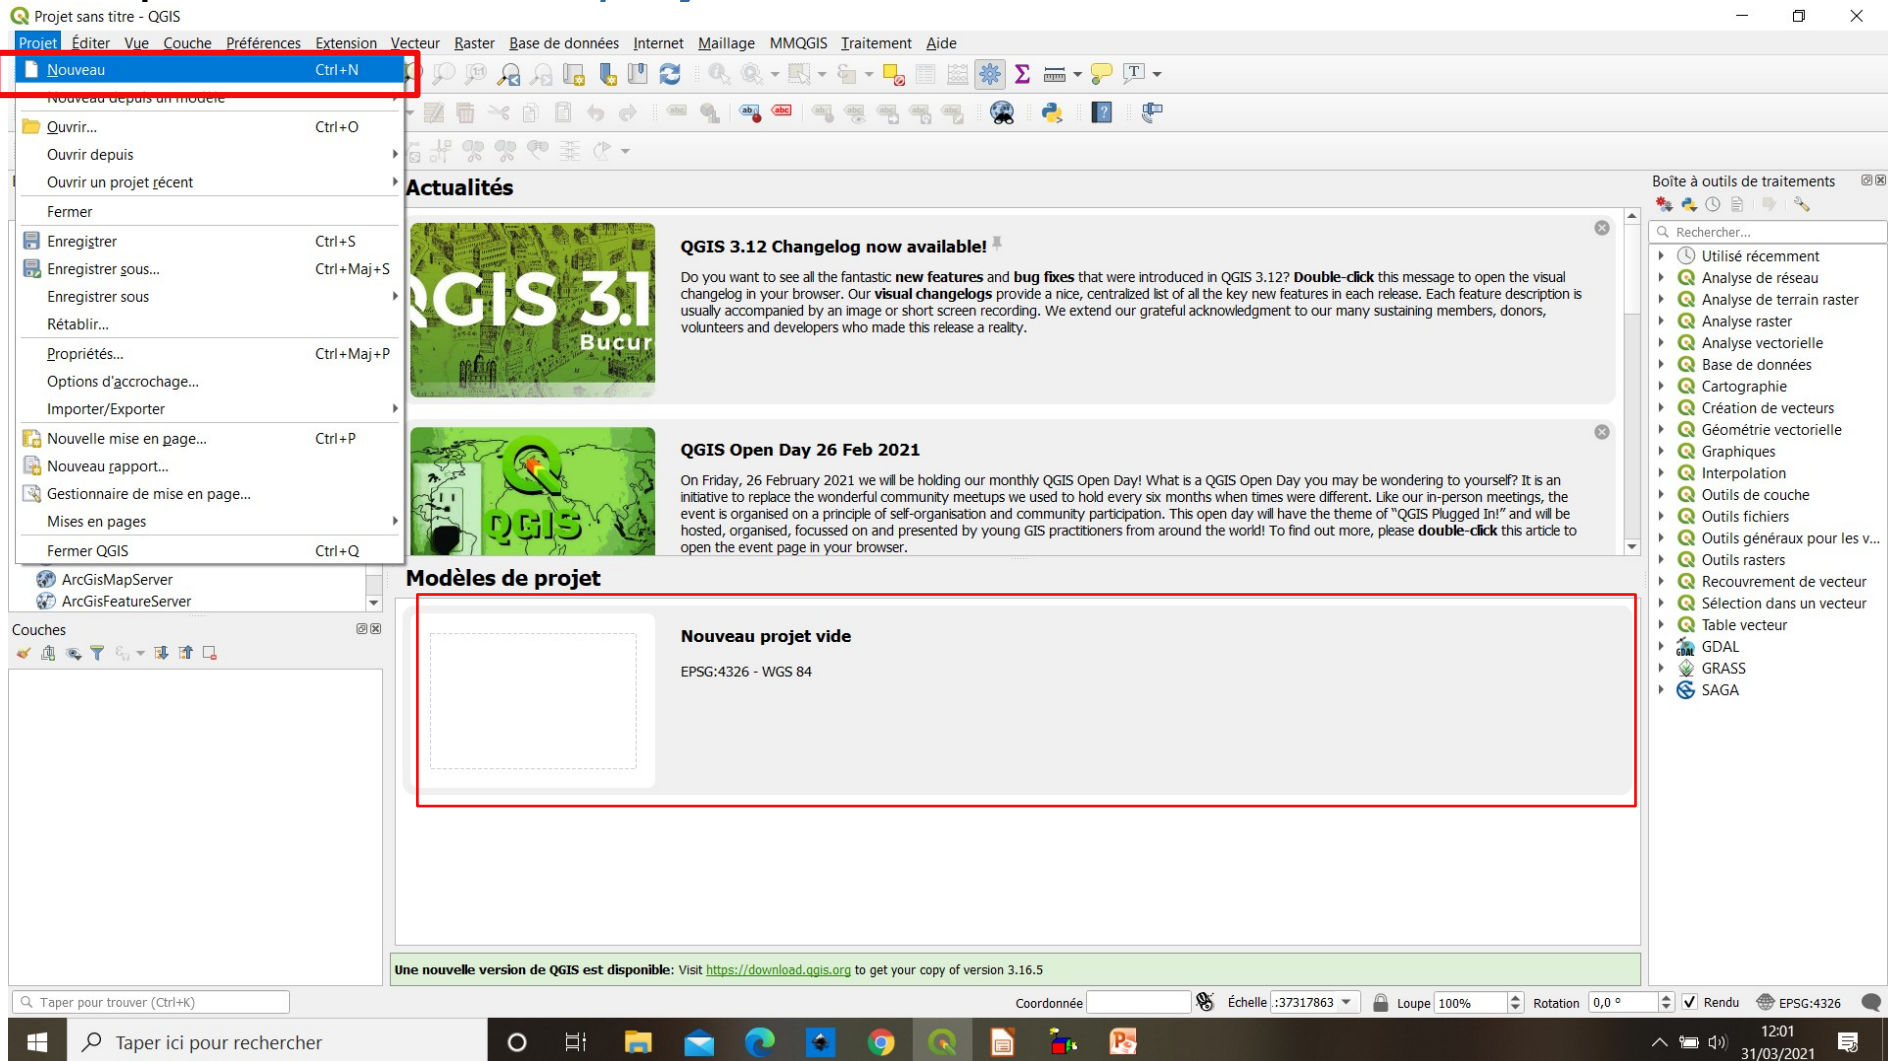 Projet sans titre - QGIS
Projet Éditer Vue Couche Préférences Extension Vecteur Raster Base de données Internet Maillage MMQGIS Traitement Aide
Nouveau Ctrl+N
Nouveau depuis un modèle
Ouvrir... Ctrl+O
Ouvrir depuis
Ouvrir un projet récent
Fermer
Enregistrer Ctrl+S
Enregistrer sous... Ctrl+Maj+S
Enregistrer sous
Rétablir...
Propriétés... Ctrl+Maj+P
Options d'accrochage...
Importer/Exporter
Nouvelle mise en page... Ctrl+P
Nouveau rapport...
Gestionnaire de mise en page...
Mises en pages
Fermer QGIS Ctrl+Q
ArcGisMapServer
ArcGisFeatureServer
Couches
Actualités
QGIS 3.1
Bucur
QGIS 3.12 Changelog now available!
Do you want to see all the fantastic new features and bug fixes that were introduced in QGIS 3.12? Double-click this message to open the visual
changelog in your browser. Our visual changelogs provide a nice, centralized list of all the key new features in each release. Each feature description is
usually accompanied by an image or short screen recording. We extend our grateful acknowledgment to our many sustaining members, donors,
volunteers and developers who made this release a reality.
QGIS
QGIS Open Day 26 Feb 2021
On Friday, 26 February 2021 we will be holding our monthly QGIS Open Day! What is a QGIS Open Day you may be wondering to yourself? It is an
initiative to replace the wonderful community meetups we used to hold every six months when times were different. Like our in-person meetings, the
event is organised on a principle of self-organisation and community participation. This open day will have the theme of “QGIS Plugged In!” and will be
hosted, organised, focussed on and presented by young GIS practitioners from around the world! To find out more, please double-click this article to
open the event page in your browser.
Modèles de projet
Nouveau projet vide
EPSG:4326 - WGS 84
Une nouvelle version de QGIS est disponible: Visit https://download.qgis.org to get your copy of version 3.16.5
Boîte à outils de traitements
Rechercher...
Utilisé récemment
Analyse de réseau
Analyse de terrain raster
Analyse raster
Analyse vectorielle
Base de données
Cartographie
Création de vecteurs
Géométrie vectorielle
Graphiques
Interpolation
Outils de couche
Outils fichiers
Outils généraux pour les v...
Outils rasters
Recouvrement de vecteur
Sélection dans un vecteur
Table vecteur
GDAL
GRASS
SAGA
Taper pour trouver (Ctrl+K)
Coordonnée Échelle .:37317863 Loupe 100% Rotation 0,0 ° Rendu EPSG:4326
Taper ici pour rechercher
12:01
31/03/2021